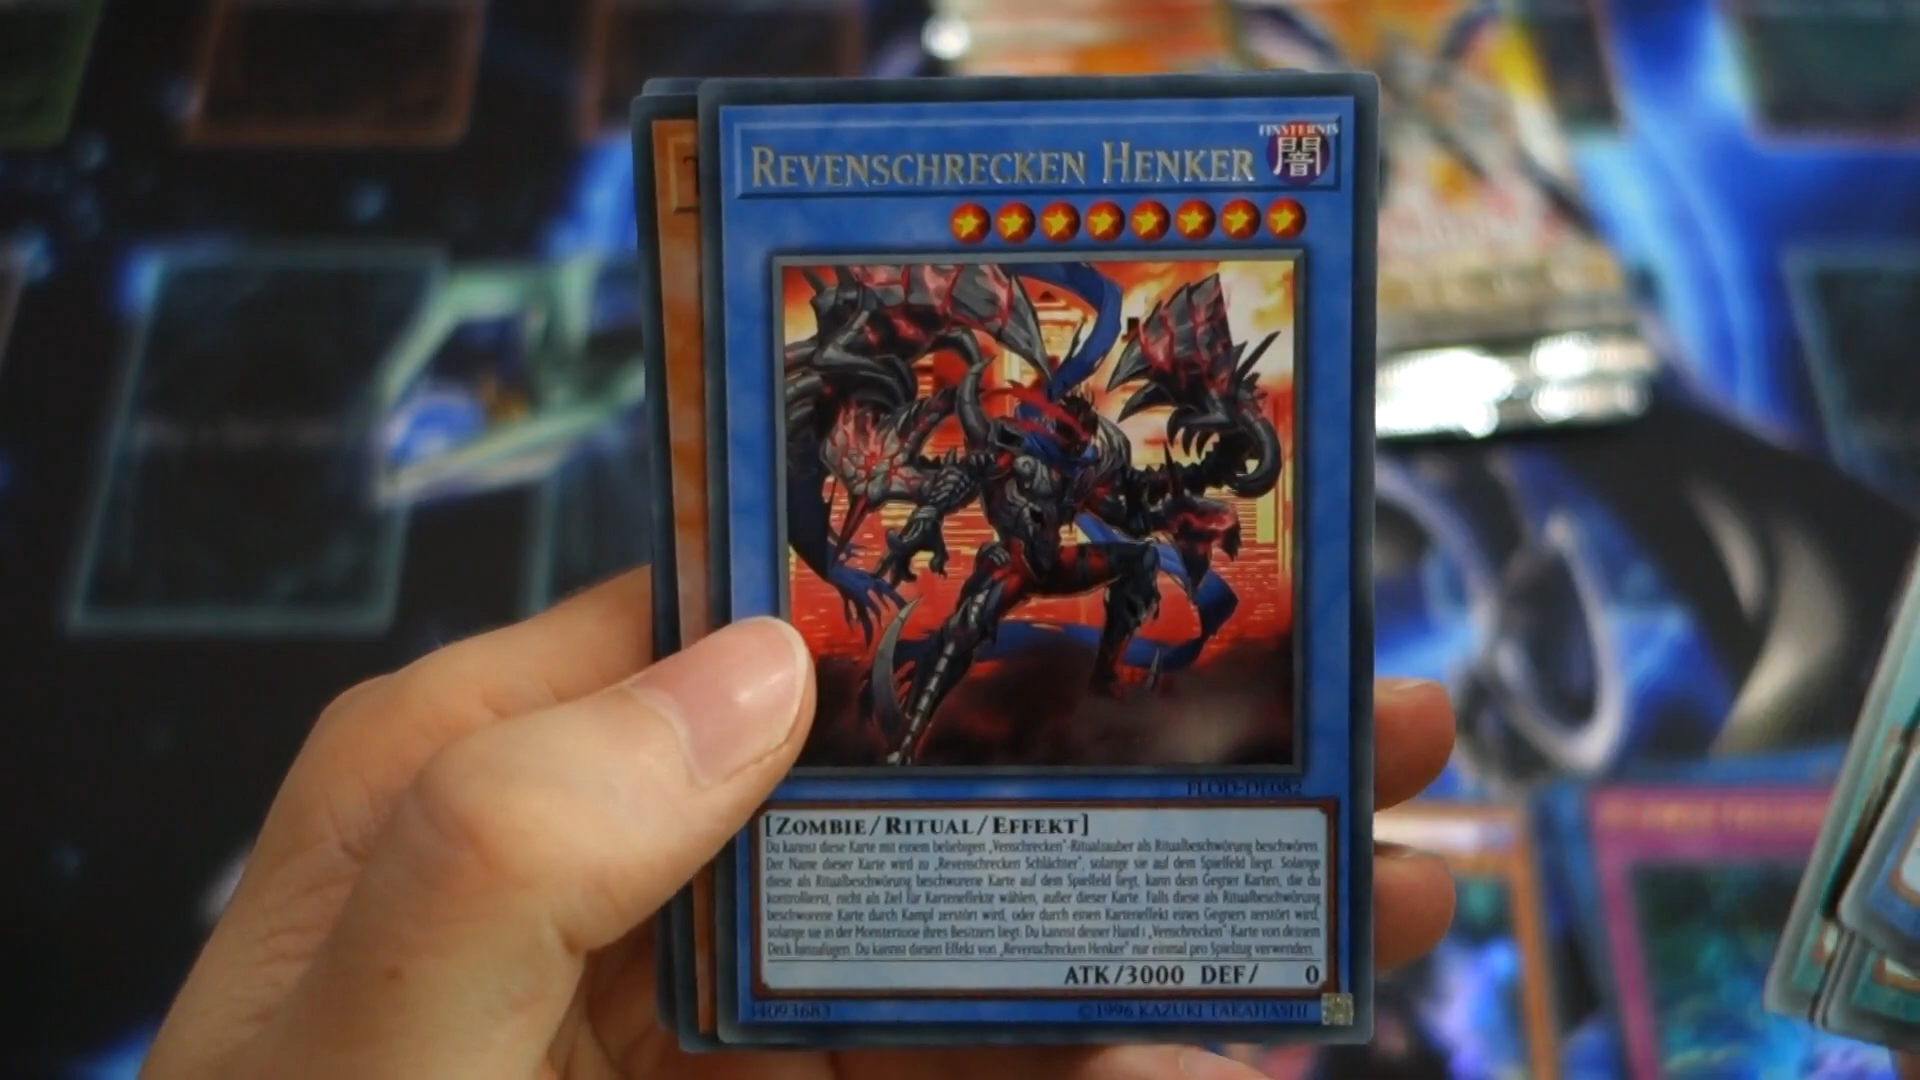 FINSTERNIS
REVENSCHRECKEN HENKER
闇
FLOD-DE082
[ZOMBIE/RITUAL/EFFEKT]
Du kannst diese Karte mit einem beliebigen „Venschrecken"-Ritualzauber als Ritualbeschwörung beschwören.
Der Name dieser Karte wird zu „Revenschrecken Schlächter", solange sie auf dem Spielfeld liegt. Solange
diese als Ritualbeschwörung beschworene Karte auf dem Spielfeld liegt, kann dein Gegner Karten, die du
kontrollierst, nicht als Ziel für Karteneffekte wählen, außer dieser Karte. Falls diese als Ritualbeschwörung
beschworene Karte durch Kampf zerstört wird, oder durch einen Karteneffekt eines Gegners zerstört wird,
solange sie in der Monsterzone ihres Besitzers liegt: Du kannst deiner Hand 1 „Venschrecken"-Karte von deinem
Deck hinzufügen. Du kannst diesen Effekt von „Revenschrecken Henker" nur einmal pro Spielzug verwenden.
ATK/3000 DEF/ 0
34093683 ©1996 KAZUKI TAKAHASHI